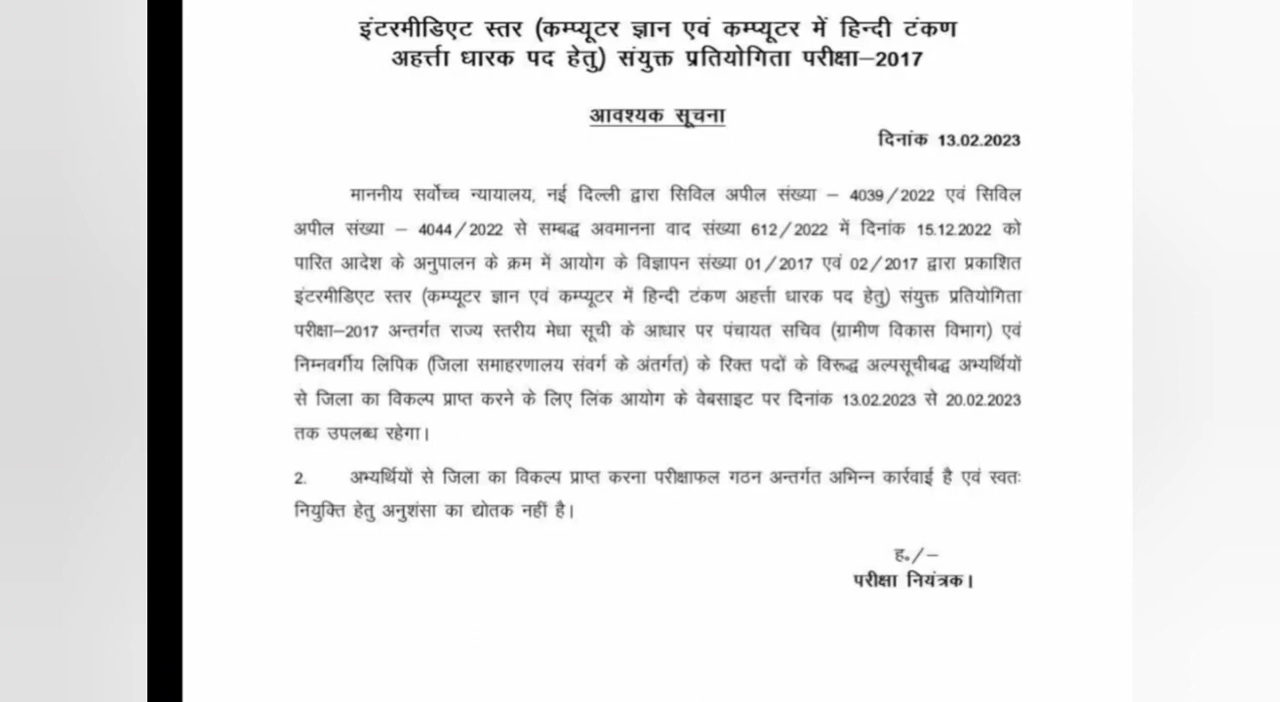 इंटरमीडिएट स्तर (कम्प्यूटर ज्ञान एवं कम्प्यूटर में हिन्दी टंकण
अहर्त्ता धारक पद हेतु) संयुक्त प्रतियोगिता परीक्षा–2017
आवश्यक सूचना
दिनांक 13.02.2023
माननीय सर्वोच्च न्यायालय, नई दिल्ली द्वारा सिविल अपील संख्या – 4039/2022 एवं सिविल
अपील संख्या – 4044/2022 से सम्बद्ध अवमानना वाद संख्या 612/2022 में दिनांक 15.12.2022 को
पारित आदेश के अनुपालन के क्रम में आयोग के विज्ञापन संख्या 01/2017 एवं 02/2017 द्वारा प्रकाशित
इंटरमीडिएट स्तर (कम्प्यूटर ज्ञान एवं कम्प्यूटर में हिन्दी टंकण अहर्त्ता धारक पद हेतु) संयुक्त प्रतियोगिता
परीक्षा–2017 अन्तर्गत राज्य स्तरीय मेधा सूची के आधार पर पंचायत सचिव (ग्रामीण विकास विभाग) एवं
निम्नवर्गीय लिपिक (जिला समाहरणालय संवर्ग के अंतर्गत) के रिक्त पदों के विरूद्ध अल्पसूचीबद्ध अभ्यर्थियों
से जिला का विकल्प प्राप्त करने के लिए लिंक आयोग के वेबसाइट पर दिनांक 13.02.2023 से 20.02.2023
तक उपलब्ध रहेगा।
2. अभ्यर्थियों से जिला का विकल्प प्राप्त करना परीक्षाफल गठन अन्तर्गत अभिन्न कार्रवाई है एवं स्वतः
नियुक्ति हेतु अनुशंसा का द्योतक नहीं है।
ह०/–
परीक्षा नियंत्रक।